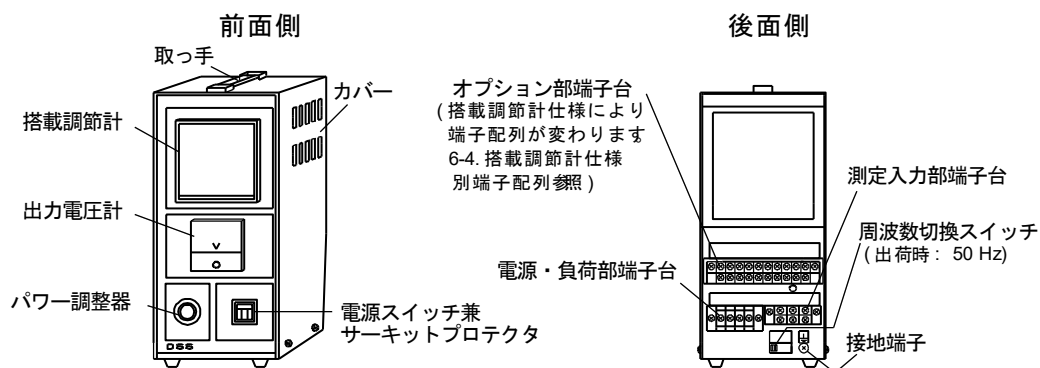 前面側
取っ手
カバー
搭載調節計
出力電圧計
V
パワー調整器
電源スイッチ兼
サーキットプロテクタ
DSS
後面側
オプション部端子台
(搭載調節計仕様により
端子配列が変わります。
6-4. 搭載調節計仕様
別端子配列参照)
測定入力部端子台
周波数切換スイッチ
(出荷時: 50 Hz)
電源・負荷部端子台
接地端子